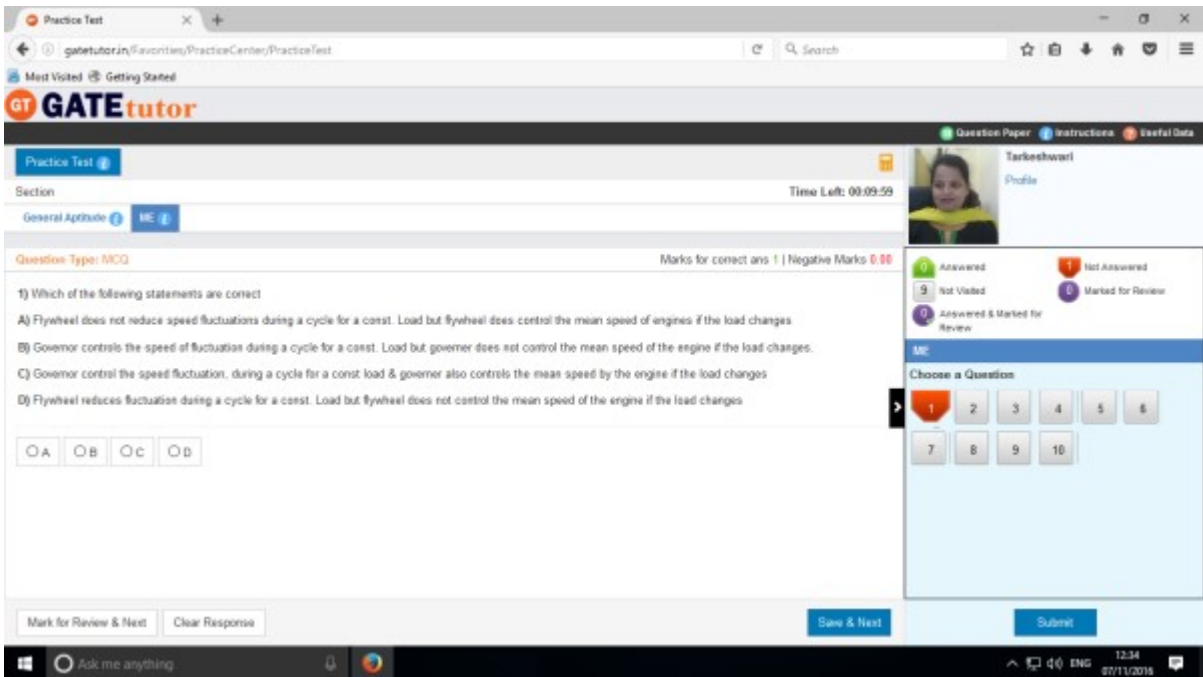 Practice Test
gatetutor.in/Favorities/PracticeCenter/PracticeTest
Search
Most Visited Getting Started
GT GATEtutor
Question Paper Instructions Useful Data
Practice Test
Tarkeshwari
Profile
Section
Time Left: 00:09:59
General Aptitude ME
Question Type: MCQ
Marks for correct ans 1 | Negative Marks 0.00
1) Which of the following statements are correct
A) Flywheel does not reduce speed fluctuations during a cycle for a const. Load but flywheel does control the mean speed of engines if the load changes
B) Governor controls the speed of fluctuation during a cycle for a const. Load but governer does not control the mean speed of the engine if the load changes.
C) Governor control the speed fluctuation, during a cycle for a const load & governer also controls the mean speed by the engine if the load changes
D) Flywheel reduces fluctuation during a cycle for a const. Load but flywheel does not control the mean speed of the engine if the load changes
A B C D
0 Answered
1 Not Answered
9 Not Visited
0 Marked for Review
0 Answered & Marked for
Review
ME
Choose a Question
1 2 3 4 5 6
7 8 9 10
Mark for Review & Next
Clear Response
Save & Next
Submit
Ask me anything
ENG
12:34
07/11/2016